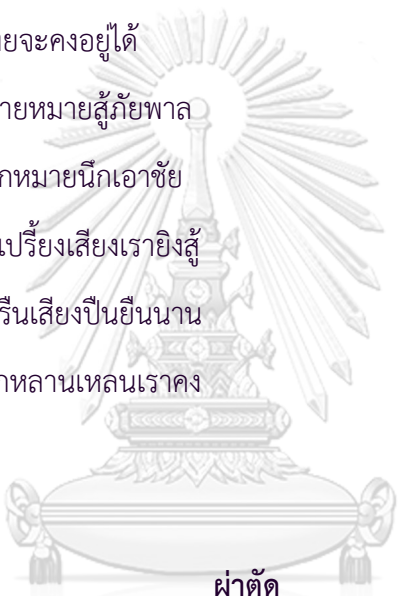 ยจะคงอยู่ได้
ายหมายสู้ภัยพาล
กหมายนึกเอาชัย
เปรี้ยงเสียงเรายิงสู้
รืนเสียงปืนยืนนาน
หลานเหลนเราคง
ผ่าตัด